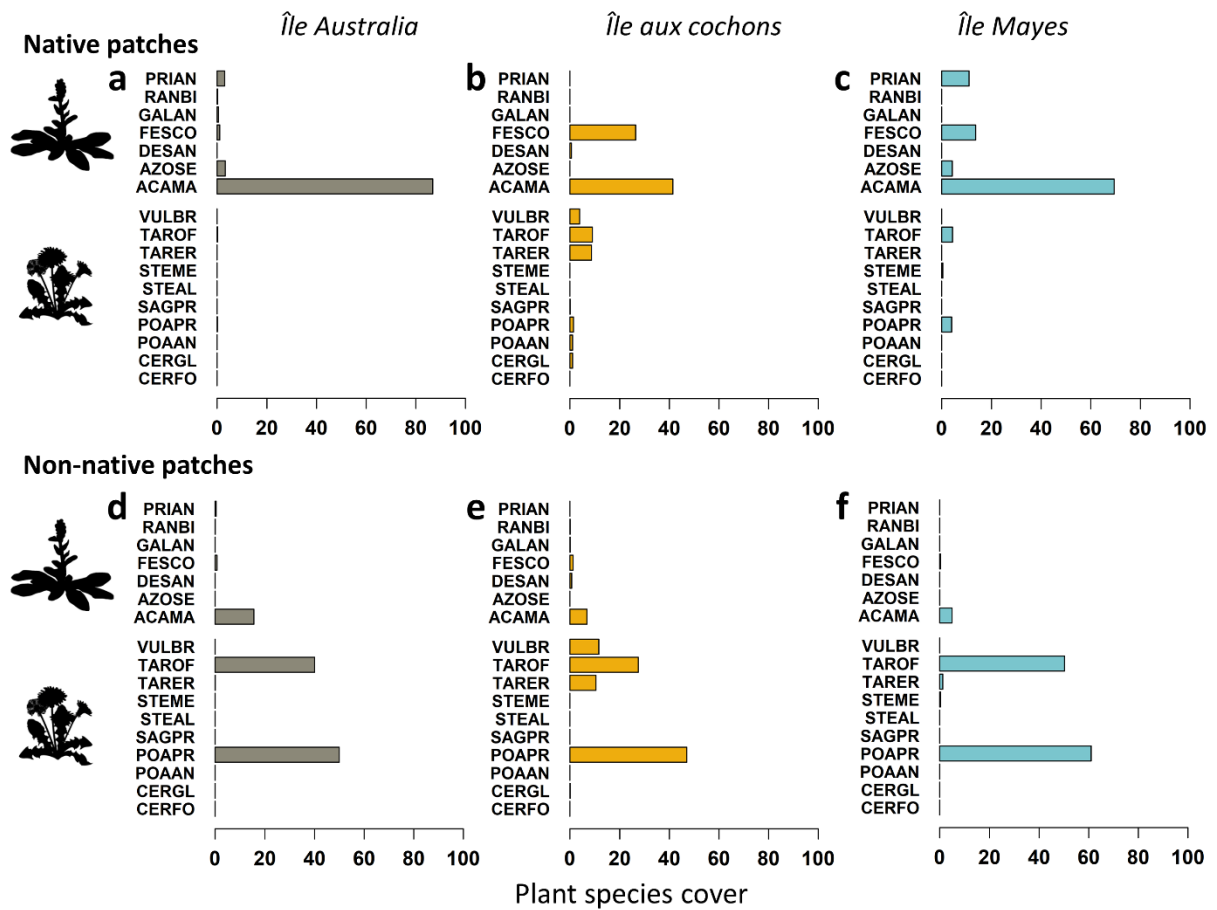 Île Australia
Île aux cochons
Île Mayes
Native patches
a
PRIAN
RANBI
GALAN
FESCO
DESAN
AZOSE
ACAMA
VULBR
TAROF
TARER
STEME
STEAL
SAGPR
POAPR
POAAN
CERGL
CERFO
0 20 40 60 80 100
b
PRIAN
RANBI
GALAN
FESCO
DESAN
AZOSE
ACAMA
VULBR
TAROF
TARER
STEME
STEAL
SAGPR
POAPR
POAAN
CERGL
CERFO
0 20 40 60 80 100
c
PRIAN
RANBI
GALAN
FESCO
DESAN
AZOSE
ACAMA
VULBR
TAROF
TARER
STEME
STEAL
SAGPR
POAPR
POAAN
CERGL
CERFO
0 20 40 60 80 100
Non-native patches
d
PRIAN
RANBI
GALAN
FESCO
DESAN
AZOSE
ACAMA
VULBR
TAROF
TARER
STEME
STEAL
SAGPR
POAPR
POAAN
CERGL
CERFO
0 20 40 60 80 100
e
PRIAN
RANBI
GALAN
FESCO
DESAN
AZOSE
ACAMA
VULBR
TAROF
TARER
STEME
STEAL
SAGPR
POAPR
POAAN
CERGL
CERFO
0 20 40 60 80 100
f
PRIAN
RANBI
GALAN
FESCO
DESAN
AZOSE
ACAMA
VULBR
TAROF
TARER
STEME
STEAL
SAGPR
POAPR
POAAN
CERGL
CERFO
0 20 40 60 80 100
Plant species cover